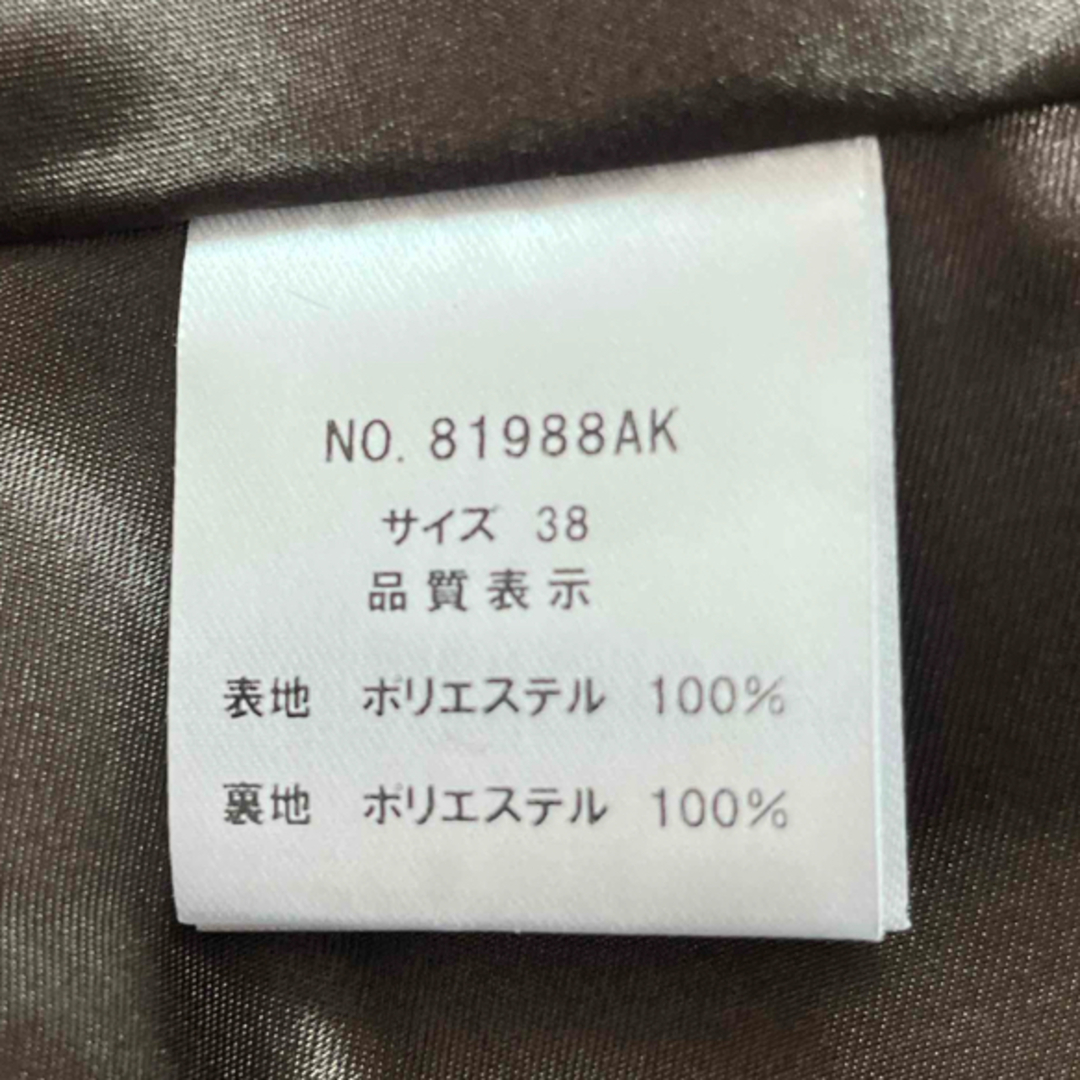 NO. 81988AK
サイズ 38
品質表示
表地 ポリエステル 100%
裏地 ポリエステル 100%